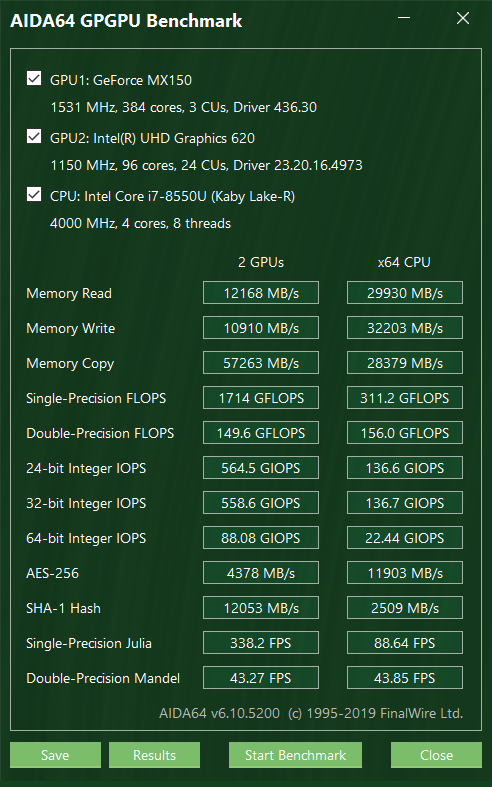 AIDA64 GPGPU Benchmark
GPU1: GeForce MX150
1531 MHz, 384 cores, 3 CUs, Driver 436.30
GPU2: Intel(R) UHD Graphics 620
1150 MHz, 96 cores, 24 CUs, Driver 23.20.16.4973
CPU: Intel Core i7-8550U (Kaby Lake-R)
4000 MHz, 4 cores, 8 threads
2 GPUs x64 CPU
Memory Read 12168 MB/s 29930 MB/s
Memory Write 10910 MB/s 32203 MB/s
Memory Copy 57263 MB/s 28379 MB/s
Single-Precision FLOPS 1714 GFLOPS 311.2 GFLOPS
Double-Precision FLOPS 149.6 GFLOPS 156.0 GFLOPS
24-bit Integer IOPS 564.5 GIOPS 136.6 GIOPS
32-bit Integer IOPS 558.6 GIOPS 136.7 GIOPS
64-bit Integer IOPS 88.08 GIOPS 22.44 GIOPS
AES-256 4378 MB/s 11903 MB/s
SHA-1 Hash 12053 MB/s 2509 MB/s
Single-Precision Julia 338.2 FPS 88.64 FPS
Double-Precision Mandel 43.27 FPS 43.85 FPS
AIDA64 v6.10.5200 (c) 1995-2019 FinalWire Ltd.
Save Results Start Benchmark Close